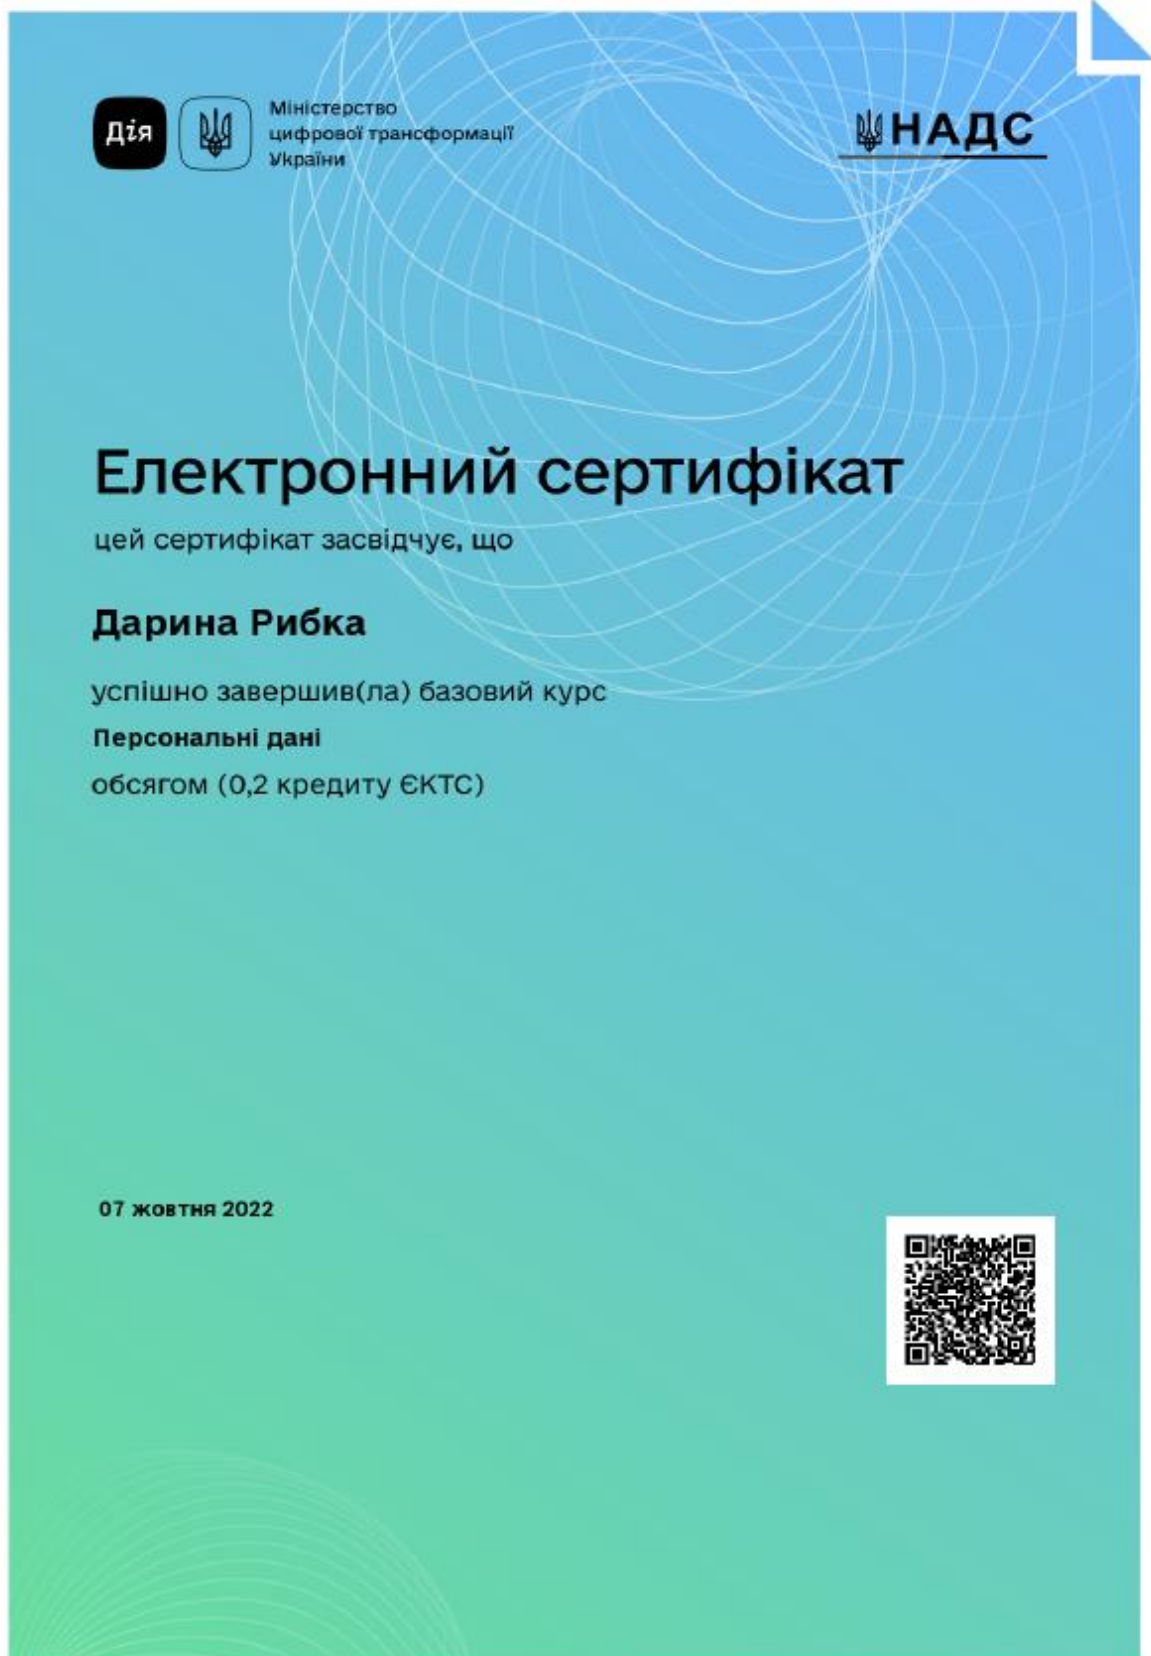 Дія
Міністерство
цифрової трансформації
України
НАДС
Електронний сертифікат
цей сертифікат засвідчує, що
Дарина Рибка
успішно завершив(ла) базовий курс
Персональні дані
обсягом (0,2 кредиту ЄКТС)
07 жовтня 2022